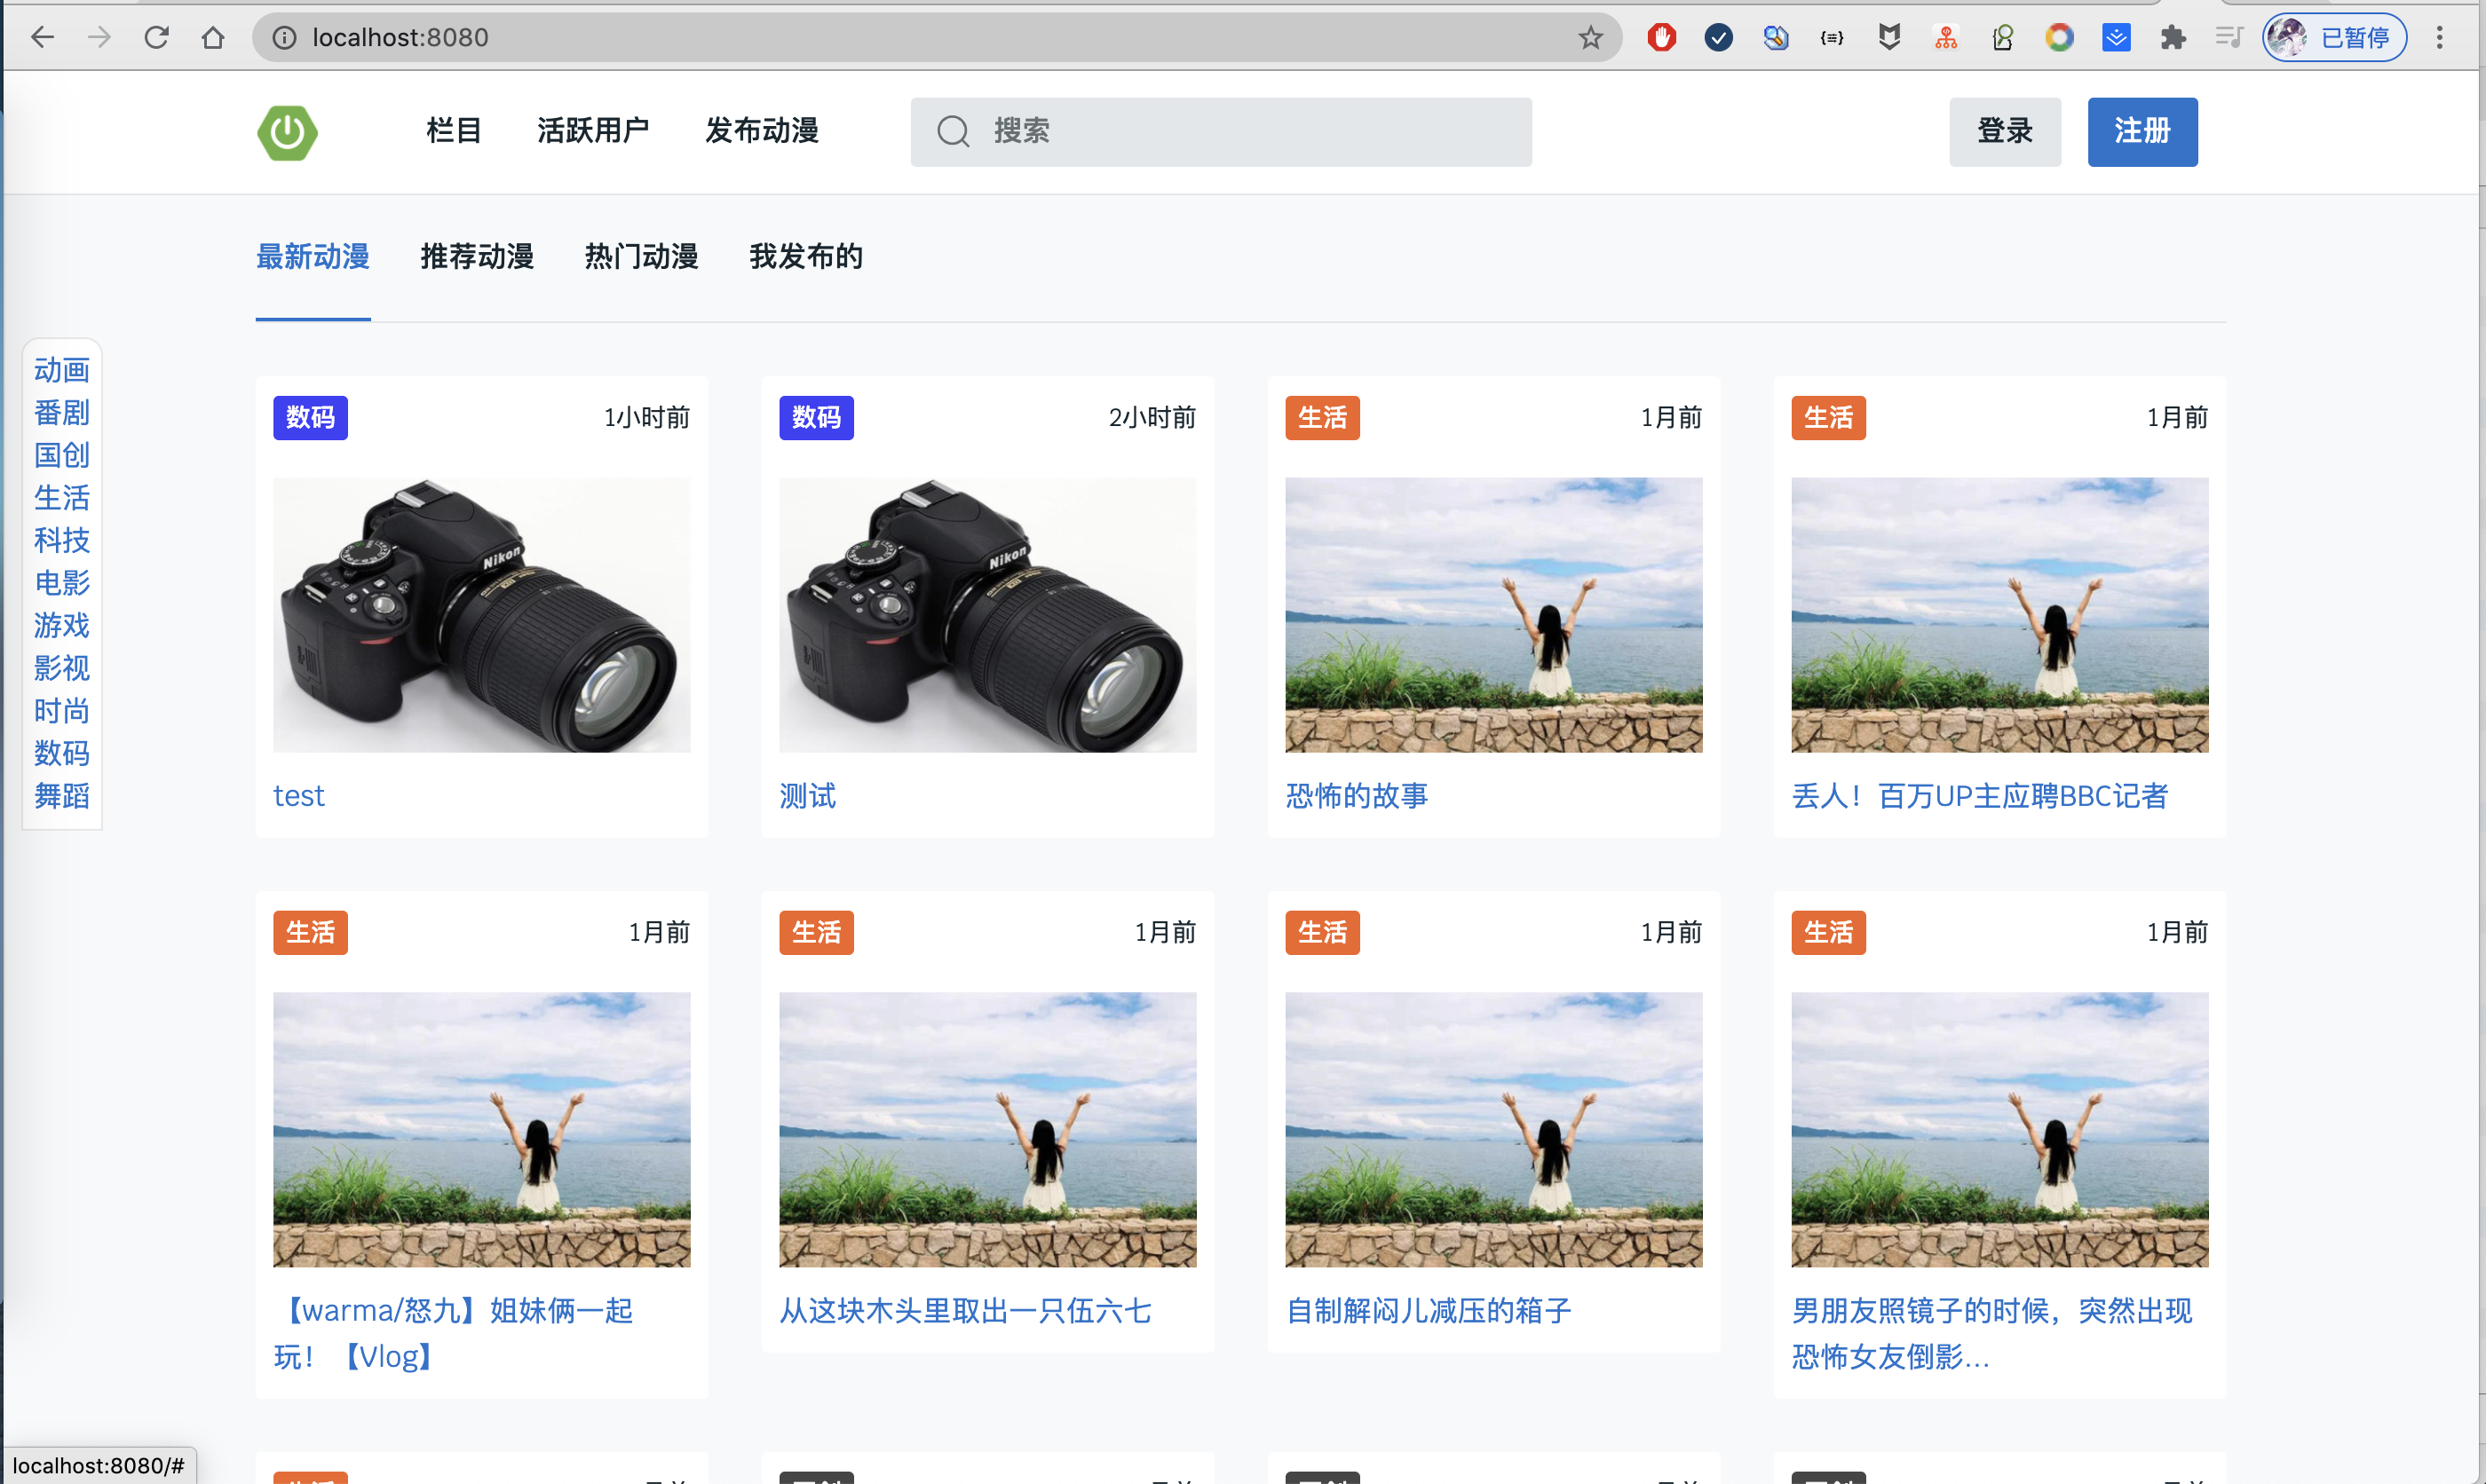 localhost:8080
已暂停
栏目 活跃用户 发布动漫 搜索 登录 注册
最新动漫 推荐动漫 热门动漫 我发布的
动画
番剧
国创
生活
科技
电影
游戏
影视
时尚
数码
舞蹈
数码 1小时前
Nikon
test
数码 2小时前
Nikon
测试
生活 1月前
恐怖的故事
生活 1月前
丢人！百万UP主应聘BBC记者
生活 1月前
【warma/怒九】姐妹俩一起
玩！【Vlog】
生活 1月前
从这块木头里取出一只伍六七
生活 1月前
自制解闷儿减压的箱子
生活 1月前
男朋友照镜子的时候，突然出现
恐怖女友倒影...
localhost:8080/#